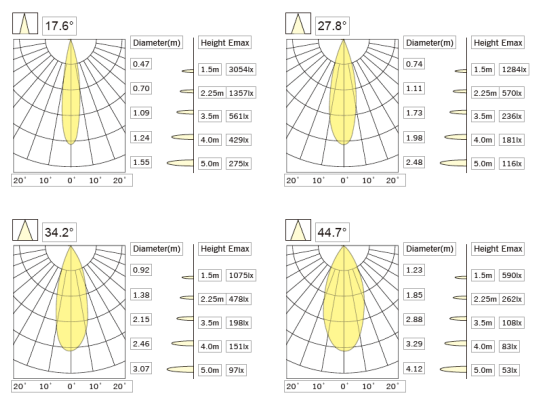 17.6°
Diameter(m) Height Emax
0.47 1.5m 3054lx
0.70 2.25m 1357lx
1.09 3.5m 561lx
1.24 4.0m 429lx
1.55 5.0m 275lx
20° 10° 0° 10° 20°
27.8°
Diameter(m) Height Emax
0.74 1.5m 1284lx
1.11 2.25m 570lx
1.73 3.5m 236lx
1.98 4.0m 181lx
2.48 5.0m 116lx
20° 10° 0° 10° 20°
34.2°
Diameter(m) Height Emax
0.92 1.5m 1075lx
1.38 2.25m 478lx
2.15 3.5m 198lx
2.46 4.0m 151lx
3.07 5.0m 97lx
20° 10° 0° 10° 20°
44.7°
Diameter(m) Height Emax
1.23 1.5m 590lx
1.85 2.25m 262lx
2.88 3.5m 108lx
3.29 4.0m 83lx
4.12 5.0m 53lx
20° 10° 0° 10° 20°